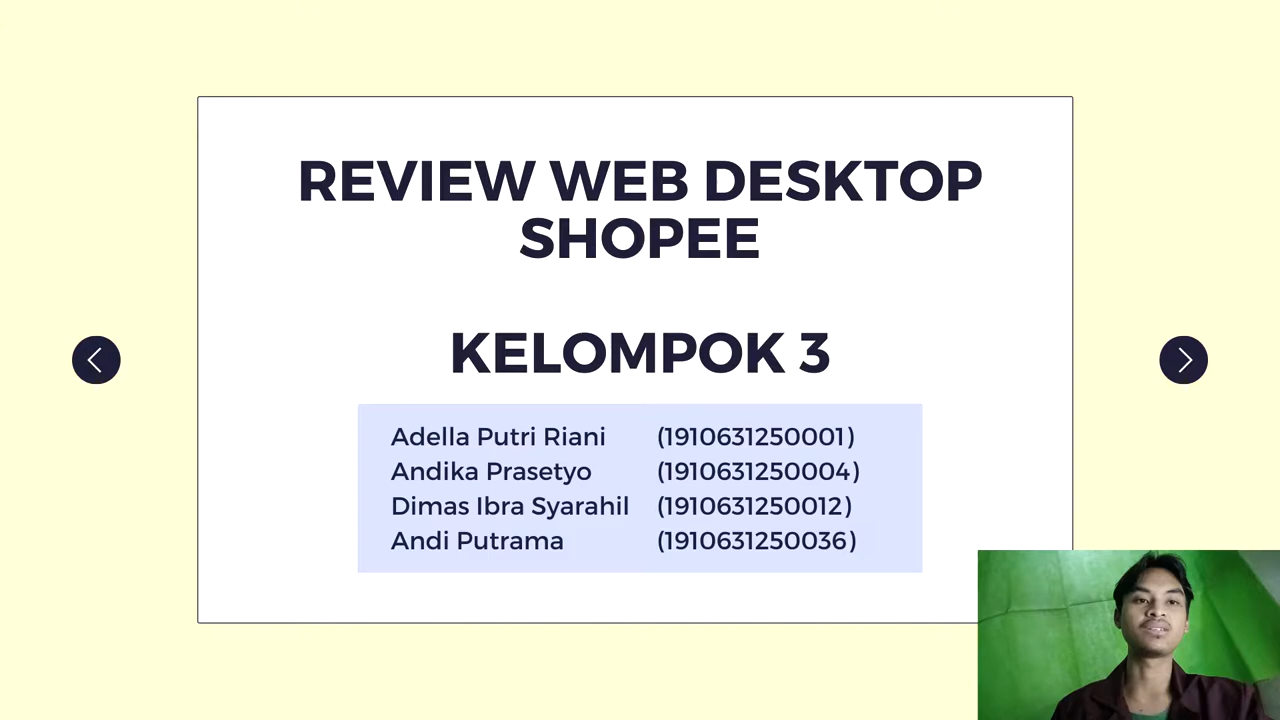 REVIEW WEB DESKTOP
SHOPEE
KELOMPOK 3
Adella Putri Riani (1910631250001)
Andika Prasetyo (1910631250004)
Dimas Ibra Syarahil (1910631250012)
Andi Putrama (1910631250036)